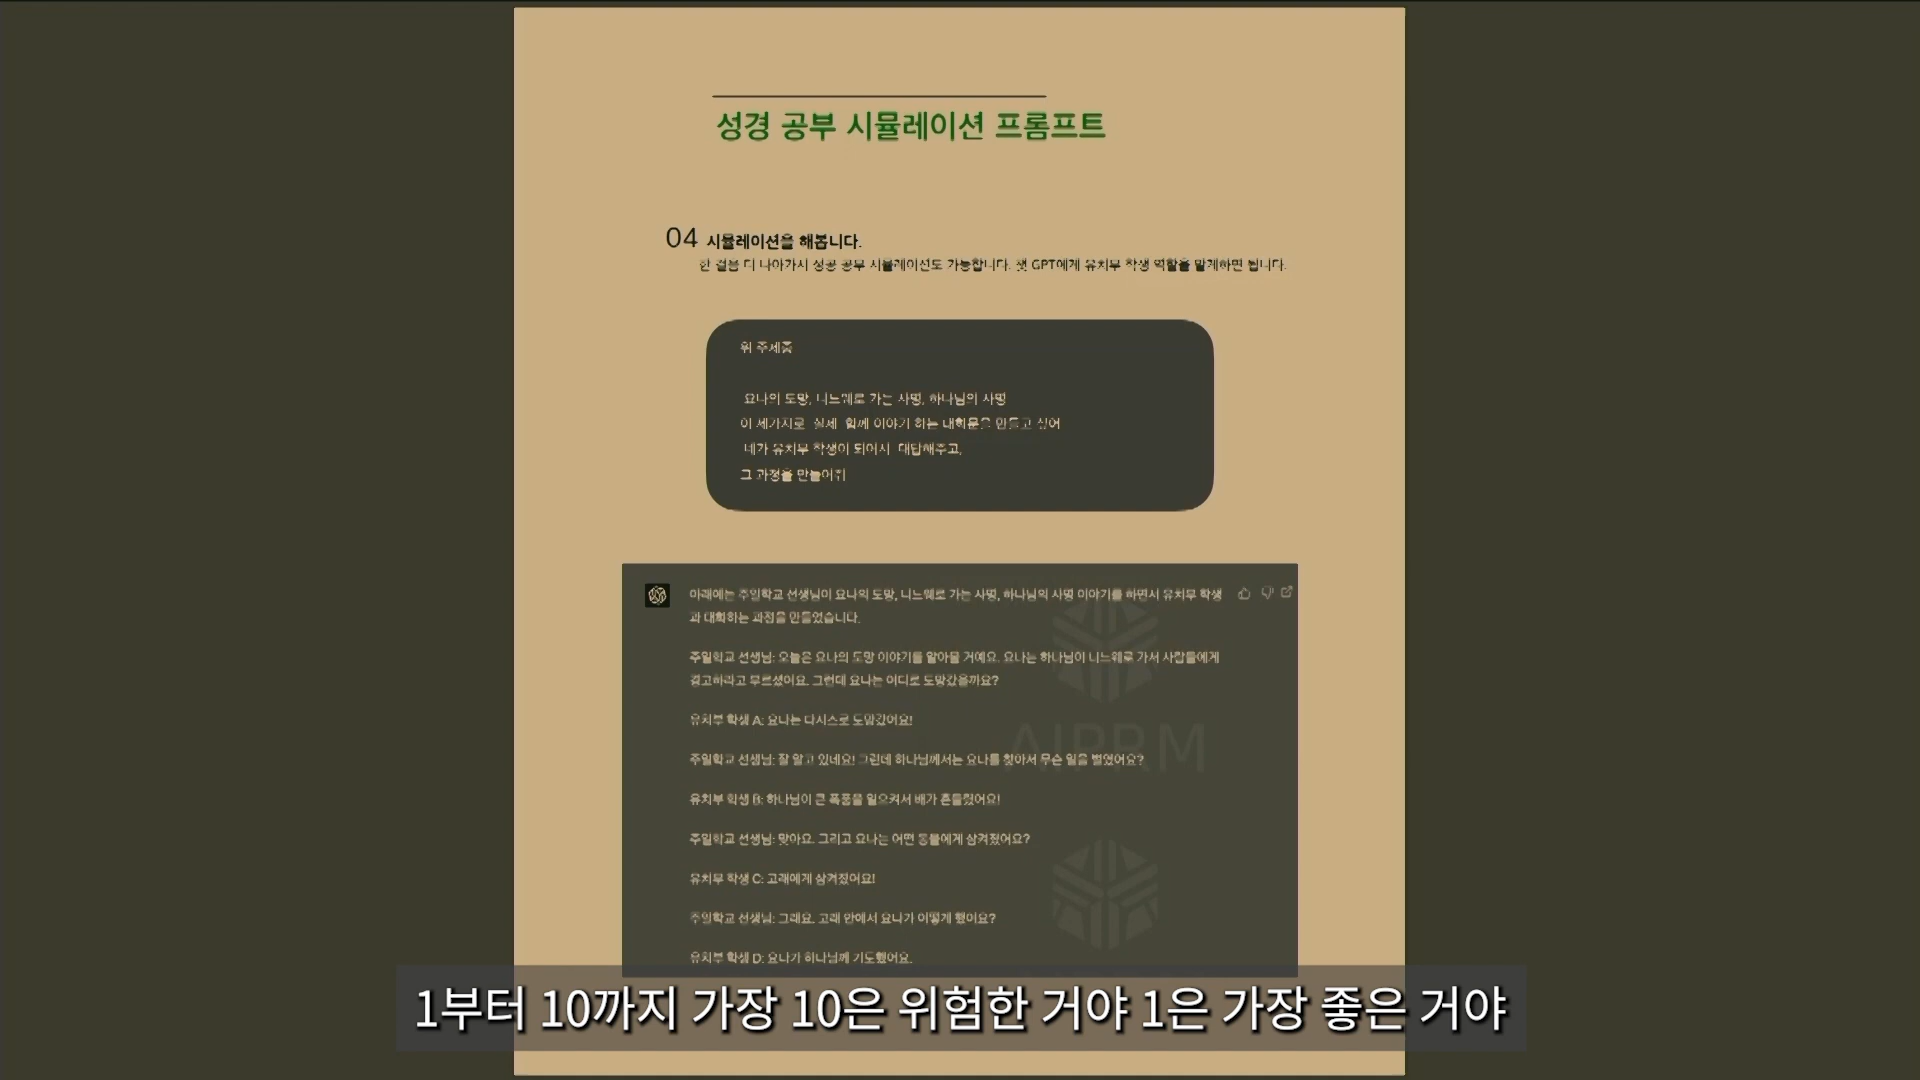 성경 공부 시뮬레이션 프롬프트
04 시뮬레이션을 해봅니다.
한 걸음 더 나아가서 성공 공부 시뮬레이션도 가능합니다. 챗 GPT에게 유치부 학생 역할을 맡게하면 됩니다.
위 주제중
요나의 도망, 니느웨로 가는 사명, 하나님의 사명
이 세가지로 실제 함께 이야기 하는 대화문을 만들고 싶어
네가 유치부 학생이 되어서 대답해주고,
그 과정을 만들어줘
아래에는 주일학교 선생님이 요나의 도망, 니느웨로 가는 사명, 하나님의 사명 이야기를 하면서 유치부 학생
과 대화하는 과정을 만들었습니다.
주일학교 선생님: 오늘은 요나의 도망 이야기를 알아볼 거예요. 요나는 하나님이 니느웨로 가서 사람들에게
경고하라고 부르셨어요. 그런데 요나는 어디로 도망갔을까요?
유치부 학생 A: 요나는 다시스로 도망갔어요!
주일학교 선생님: 잘 알고 있네요! 그런데 하나님께서는 요나를 찾아서 무슨 일을 벌였어요?
유치부 학생 B: 하나님이 큰 폭풍을 일으켜서 배가 흔들렸어요!
주일학교 선생님: 맞아요. 그리고 요나는 어떤 동물에게 삼켜졌어요?
유치부 학생 C: 고래에게 삼켜졌어요!
주일학교 선생님: 그래요. 고래 안에서 요나가 어떻게 했어요?
유치부 학생 D: 요나가 하나님께 기도했어요.
AIPRM
1부터 10까지 가장 10은 위험한 거야 1은 가장 좋은 거야